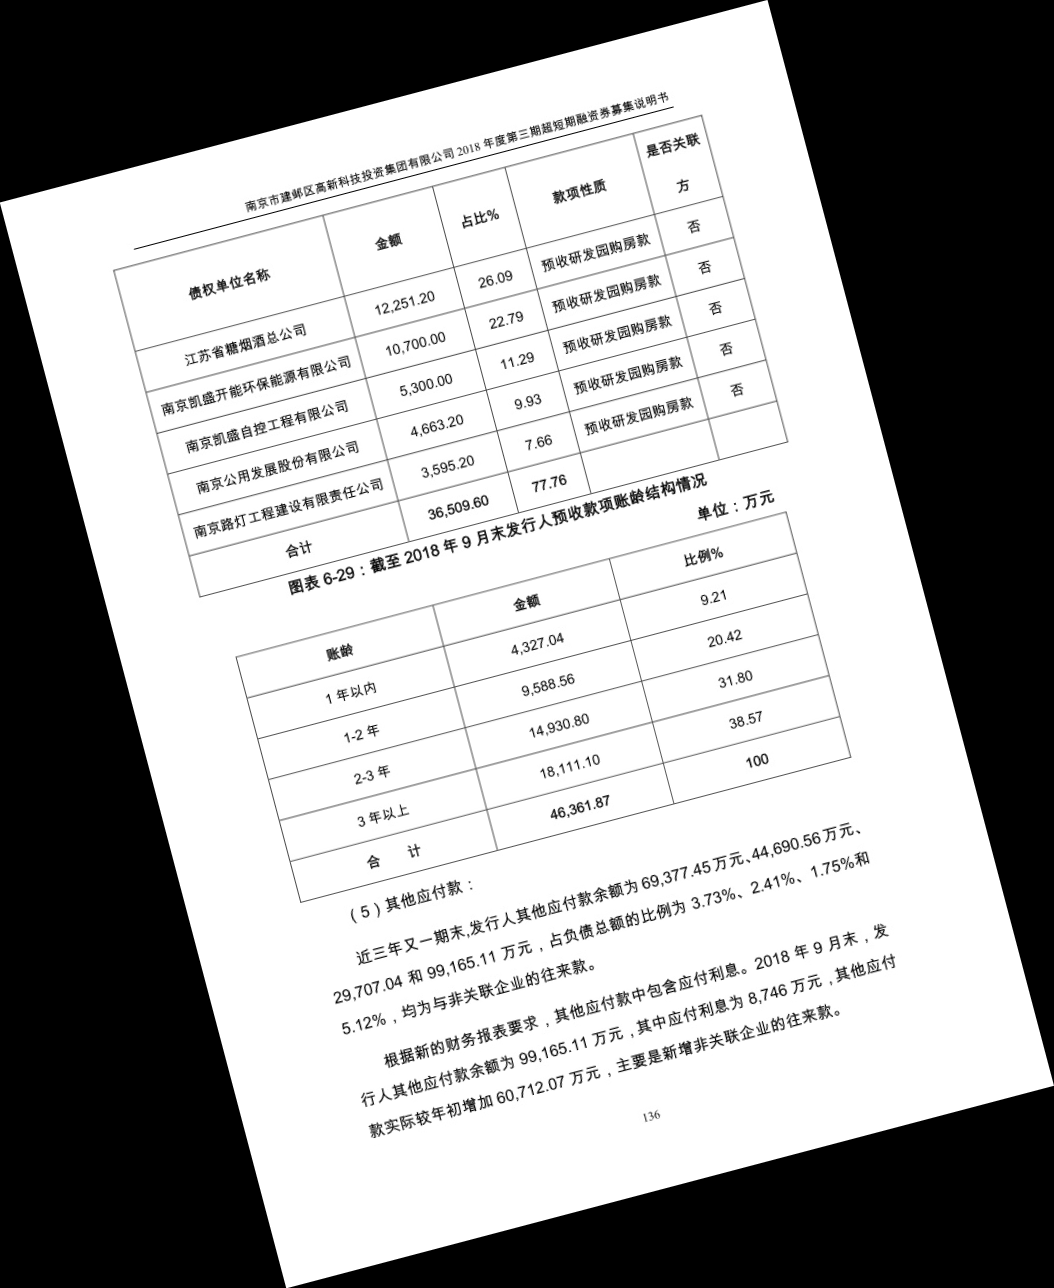 南京市建邺区高新科技投资集团有限公司 2018 年度第三期超短期融资券募集说明书
债权单位名称 金额 占比% 款项性质 是否关联方
江苏省糖烟酒总公司 12,251.20 26.09 预收研发园购房款 否
南京凯盛开能环保能源有限公司 10,700.00 22.79 预收研发园购房款 否
南京凯盛自控工程有限公司 5,300.00 11.29 预收研发园购房款 否
南京公用发展股份有限公司 4,663.20 9.93 预收研发园购房款 否
南京路灯工程建设有限责任公司 3,595.20 7.66 预收研发园购房款 否
合计 36,509.60 77.76
图表 6-29：截至 2018 年 9 月末发行人预收款项账龄结构情况
单位：万元
账龄 金额 比例%
1 年以内 4,327.04 9.21
1-2 年 9,588.56 20.42
2-3 年 14,930.80 31.80
3 年以上 18,111.10 38.57
合 计 46,361.87 100
（5）其他应付款：
近三年又一期末,发行人其他应付款余额为 69,377.45 万元、44,690.56 万元、
29,707.04 和 99,165.11 万元，占负债总额的比例为 3.73%、2.41%、1.75%和
5.12%，均为与非关联企业的往来款。
根据新的财务报表要求，其他应付款中包含应付利息。2018 年 9 月末，发
行人其他应付款余额为 99,165.11 万元，其中应付利息为 8,746 万元，其他应付
款实际较年初增加 60,712.07 万元，主要是新增非关联企业的往来款。
136